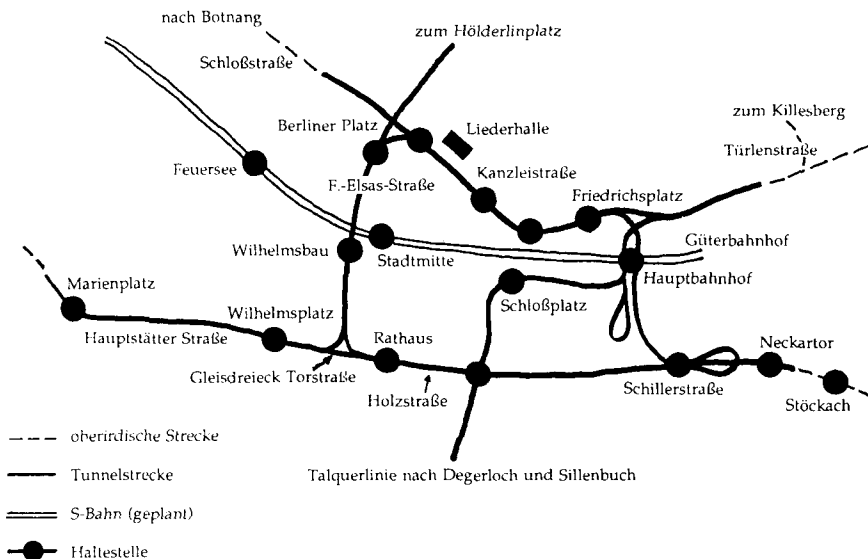 nach Botnang
zum Hölderlinplatz
Schloßstraße
zum Killesberg
Berliner Platz
Liederhalle
Türlenstraße
Feuersee
Kanzleistraße
F.-Elsas-Straße
Friedrichsplatz
Wilhelmsbau
Stadtmitte
Güterbahnhof
Hauptbahnhof
Marienplatz
Schloßplatz
Wilhelmsplatz
Hauptstätter Straße
Rathaus
Neckartor
Gleisdreieck Torstraße
Holzstraße
Schillerstraße
Stöckach
oberirdische Strecke
Tunnelstrecke
Talquerlinie nach Degerloch und Sillenbuch
S-Bahn (geplant)
Haltestelle